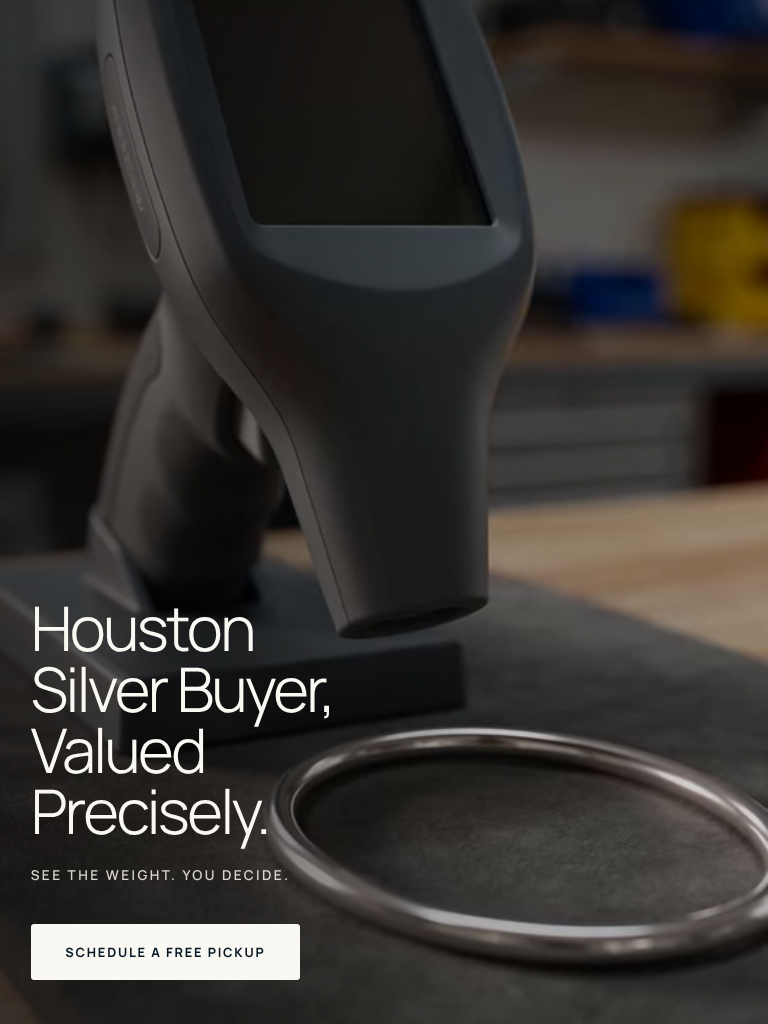 Houston
Silver Buyer,
Valued
Precisely.
SEE THE WEIGHT. YOU DECIDE.
SCHEDULE A FREE PICKUP